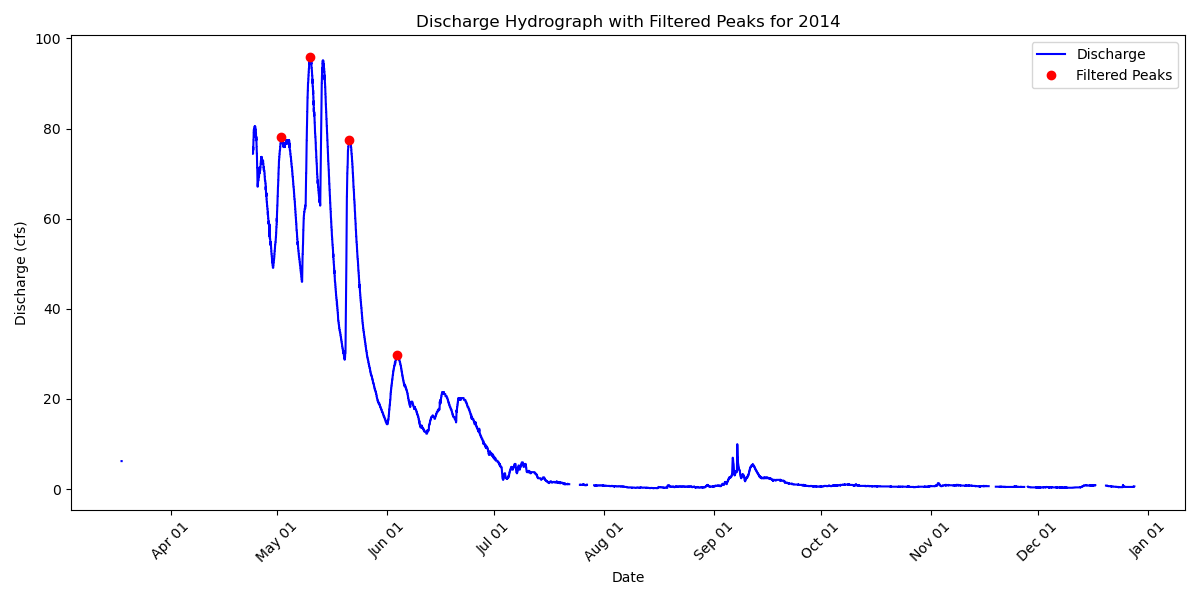 Discharge Hydrograph with Filtered Peaks for 2014
Discharge
Filtered Peaks
Discharge (cfs)
100
80
60
40
20
0
Apr 01
May 01
Jun 01
Jul 01
Aug 01
Sep 01
Oct 01
Nov 01
Dec 01
Jan 01
Date